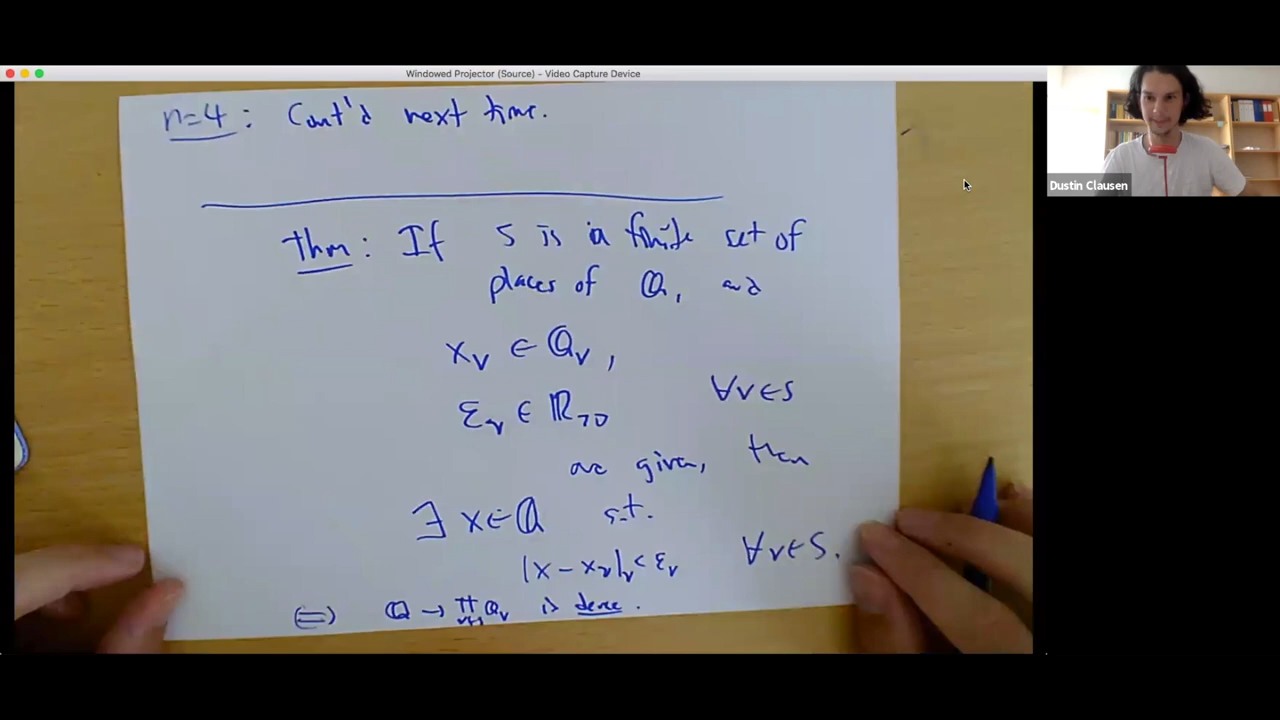 Windowed Projector (Source) - Video Capture Device
Dustin Clausen
n=4: Cont'd next time.
Thm: If S is a finite set of
places of ℚ, and
x_v ∈ ℚ_v,
ε_v ∈ ℝ_{>0} ∀v∈S
are given, then
∃ x∈ℚ s.t.
|x - x_v|_v < ε_v ∀v∈S.
⇔ ℚ → ∏_{v∈S} ℚ_v is dense.